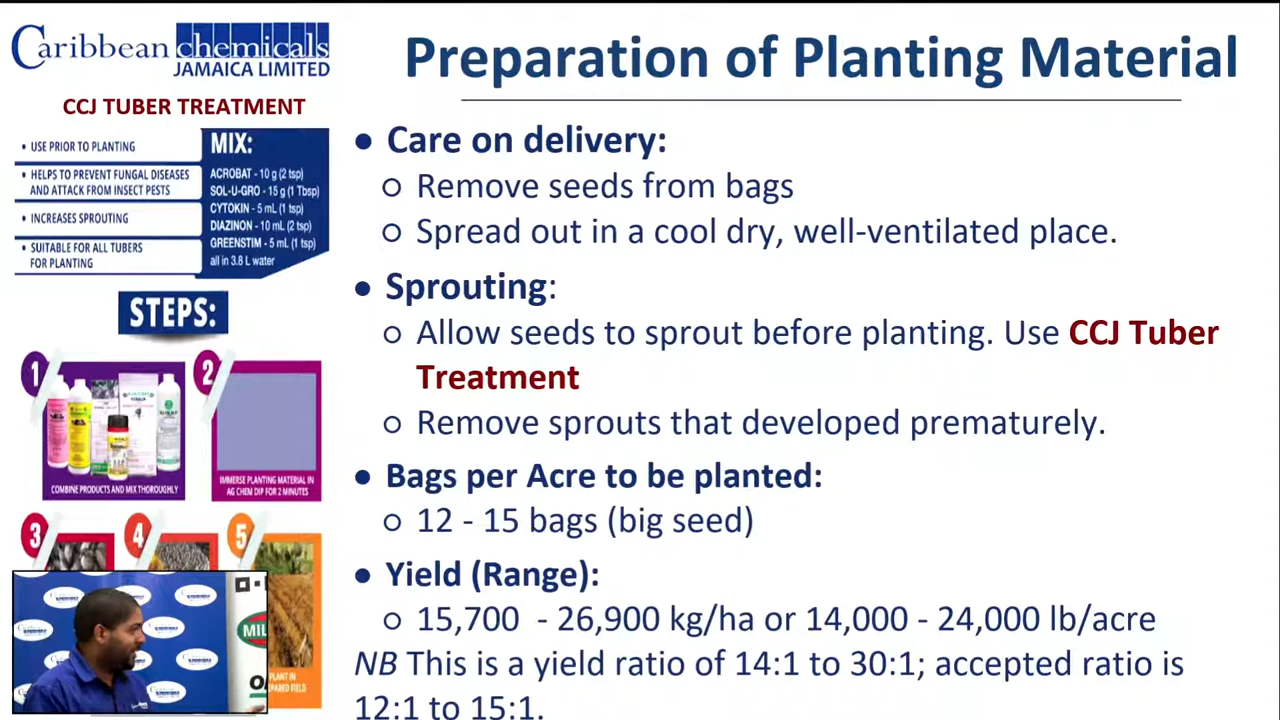 Caribbean chemicals
JAMAICA LIMITED
CCJ TUBER TREATMENT
• USE PRIOR TO PLANTING
• HELPS TO PREVENT FUNGAL DISEASES
AND ATTACK FROM INSECT PESTS
• INCREASES SPROUTING
• SUITABLE FOR ALL TUBERS
FOR PLANTING
MIX:
ACROBAT - 10 g (2 tsp)
SOL-U-GRO - 15 g (1 Tbsp)
CYTOKIN - 5 mL (1 tsp)
DIAZINON - 10 mL (2 tsp)
GREENSTIM - 5 mL (1 tsp)
all in 3.8 L water
STEPS:
1
COMBINE PRODUCTS AND MIX THOROUGHLY
2
IMMERSE PLANTING MATERIAL IN
AG CHEM DIP FOR 2 MINUTES
3
4
5
PLANT IN
FIELD
MIL
Preparation of Planting Material
• Care on delivery:
○ Remove seeds from bags
○ Spread out in a cool dry, well-ventilated place.
• Sprouting:
○ Allow seeds to sprout before planting. Use CCJ Tuber
Treatment
○ Remove sprouts that developed prematurely.
• Bags per Acre to be planted:
○ 12 - 15 bags (big seed)
• Yield (Range):
○ 15,700 - 26,900 kg/ha or 14,000 - 24,000 lb/acre
NB This is a yield ratio of 14:1 to 30:1; accepted ratio is
12:1 to 15:1.